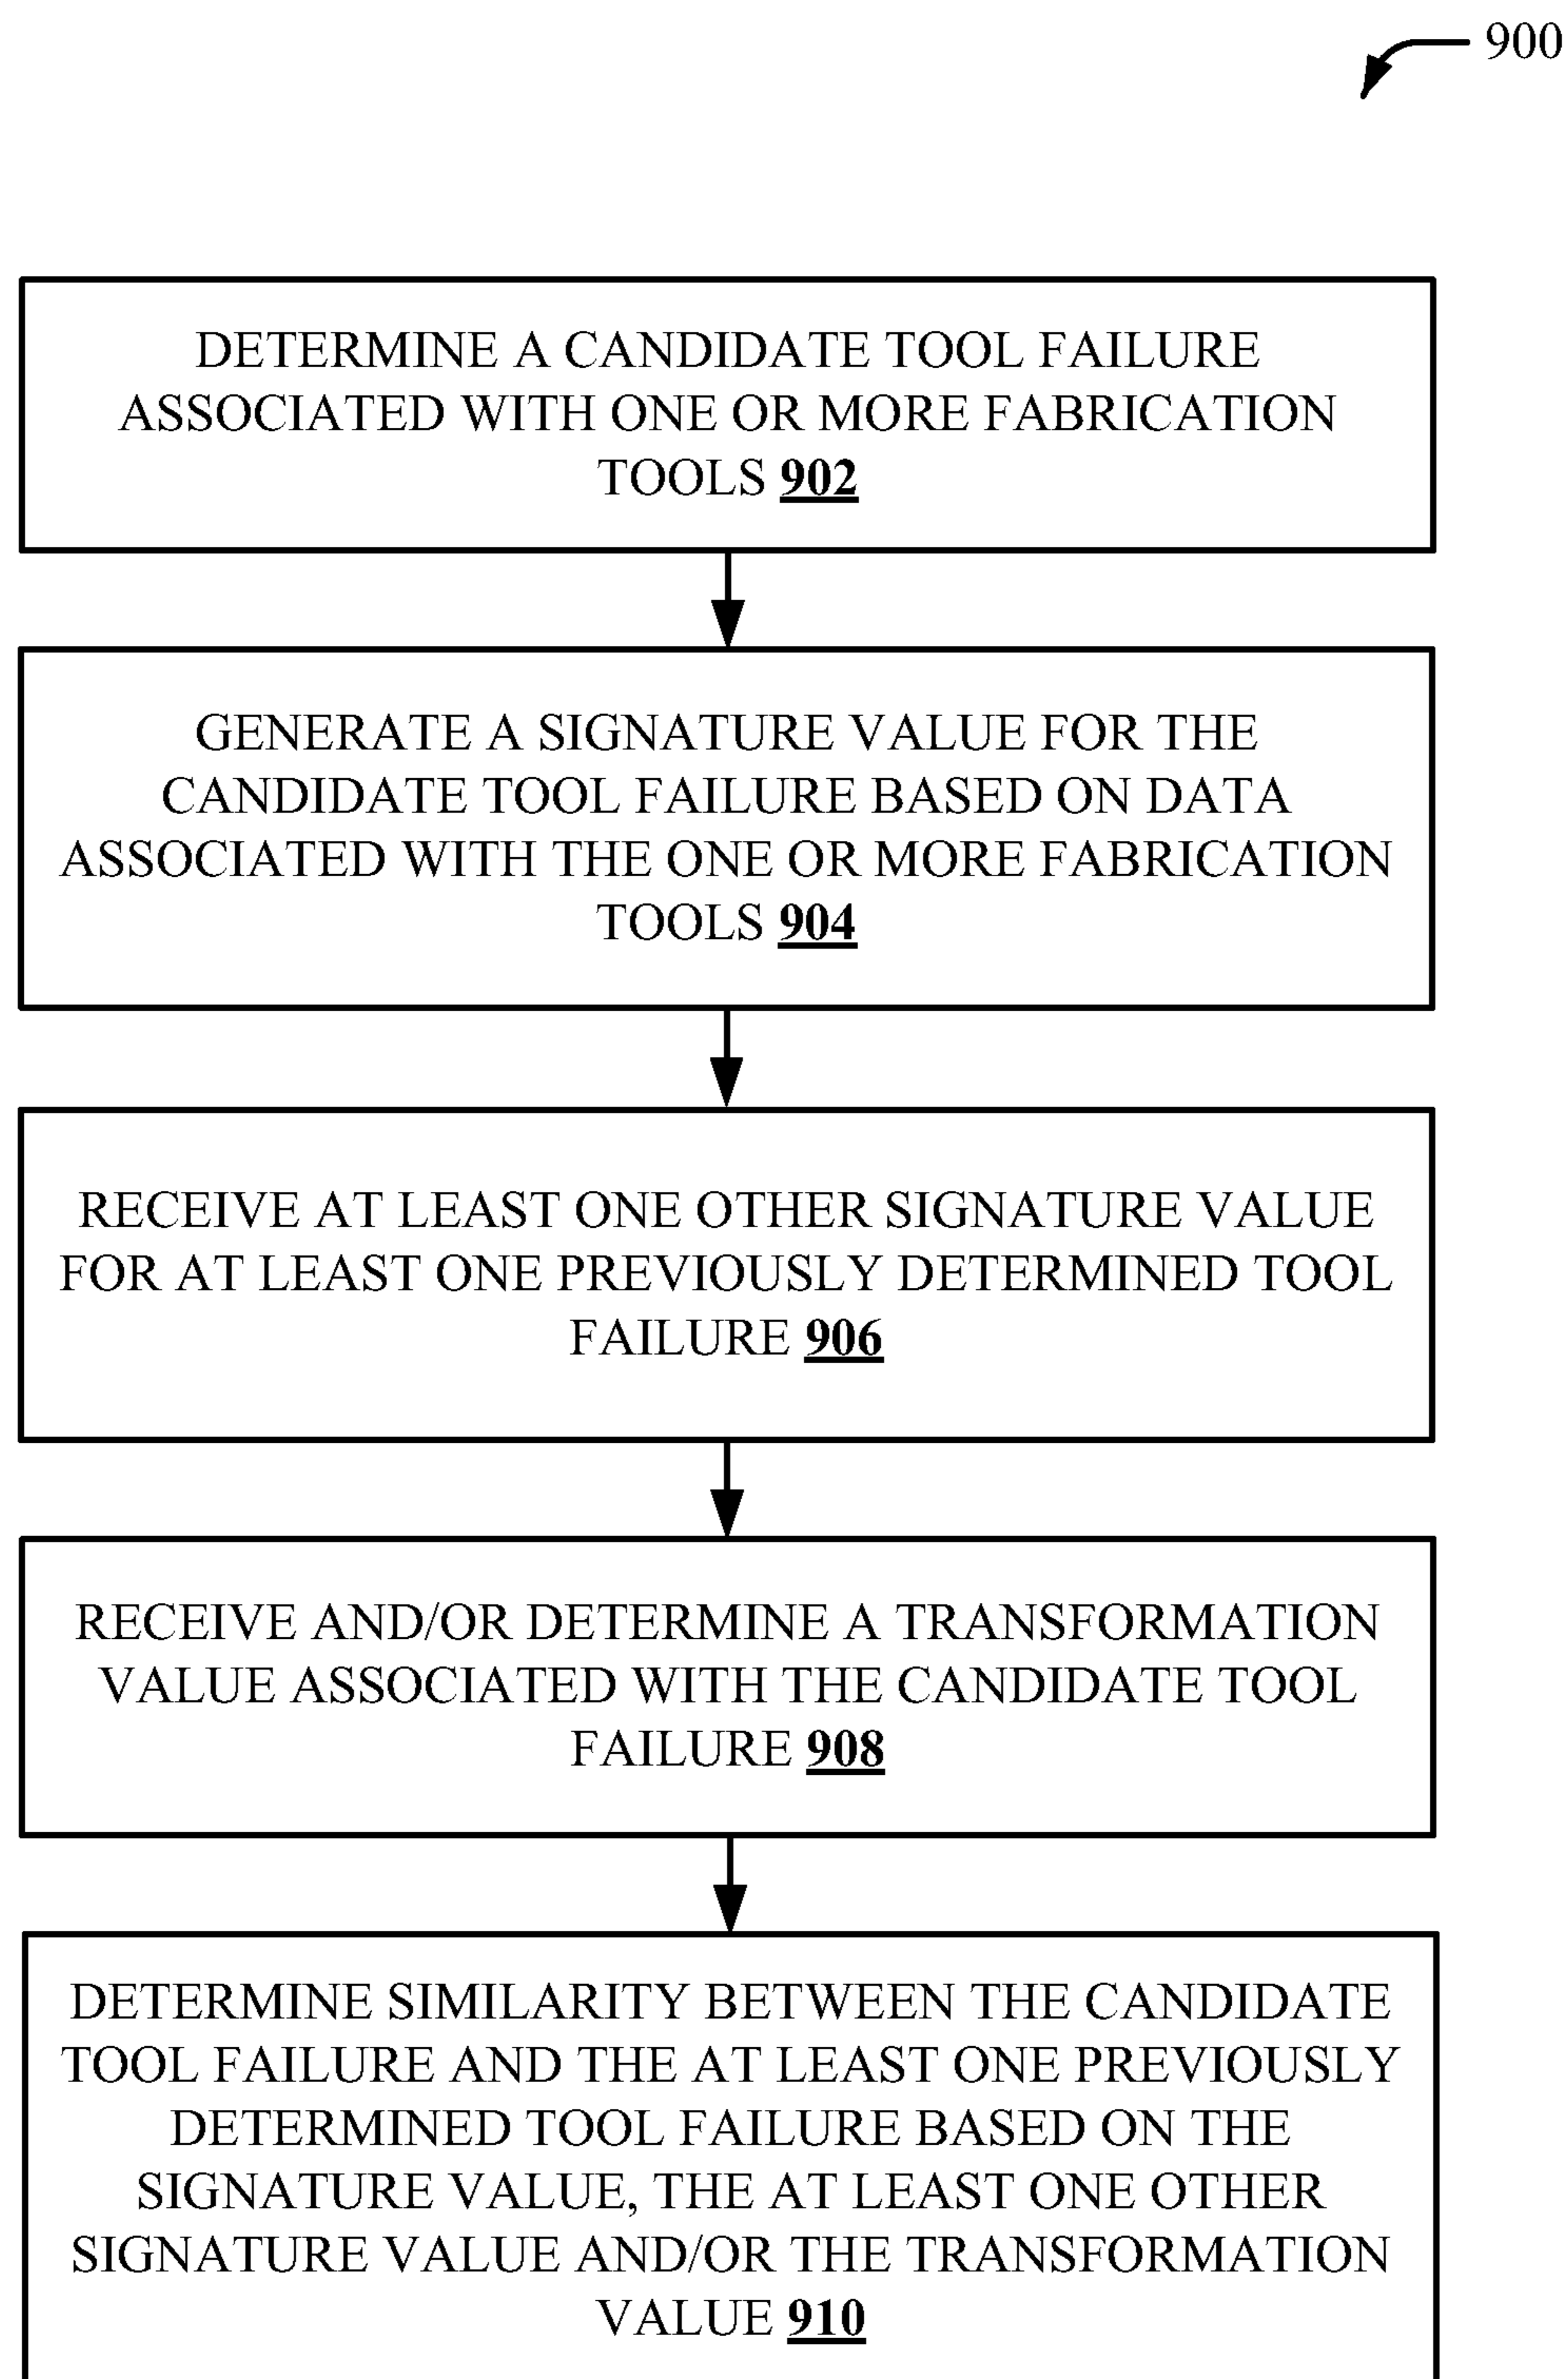 900
DETERMINE A CANDIDATE TOOL FAILURE
ASSOCIATED WITH ONE OR MORE FABRICATION
TOOLS 902
GENERATE A SIGNATURE VALUE FOR THE
CANDIDATE TOOL FAILURE BASED ON DATA
ASSOCIATED WITH THE ONE OR MORE FABRICATION
TOOLS 904
RECEIVE AT LEAST ONE OTHER SIGNATURE VALUE
FOR AT LEAST ONE PREVIOUSLY DETERMINED TOOL
FAILURE 906
RECEIVE AND/OR DETERMINE A TRANSFORMATION
VALUE ASSOCIATED WITH THE CANDIDATE TOOL
FAILURE 908
DETERMINE SIMILARITY BETWEEN THE CANDIDATE
TOOL FAILURE AND THE AT LEAST ONE PREVIOUSLY
DETERMINED TOOL FAILURE BASED ON THE
SIGNATURE VALUE, THE AT LEAST ONE OTHER
SIGNATURE VALUE AND/OR THE TRANSFORMATION
VALUE 910